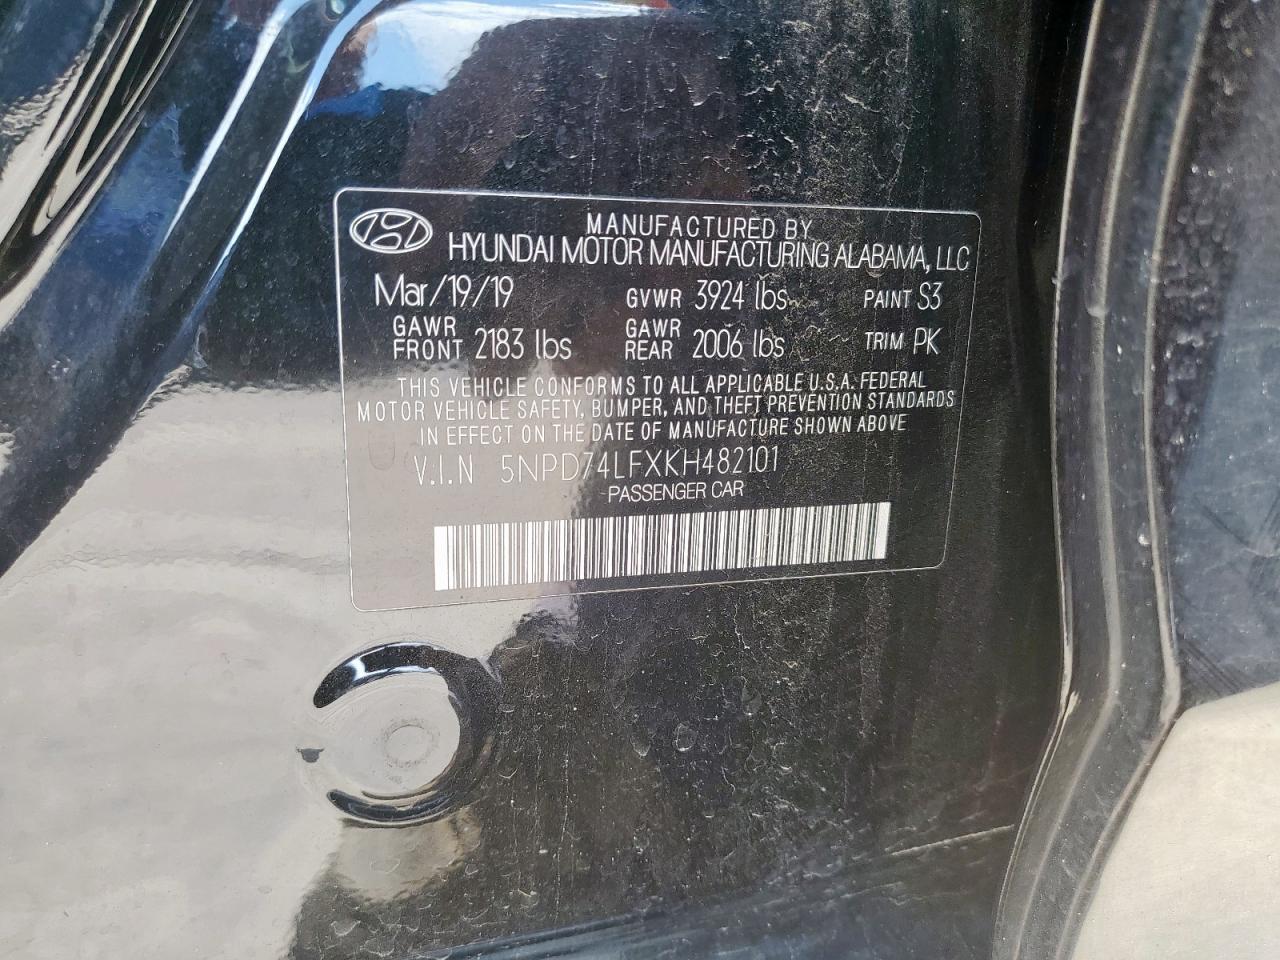 MANUFACTURED BY
HYUNDAI MOTOR MANUFACTURING ALABAMA, LLC
Mar/19/19 GVWR 3924 lbs PAINT S3
GAWR FRONT 2183 lbs GAWR REAR 2006 lbs TRIM PK
THIS VEHICLE CONFORMS TO ALL APPLICABLE U.S.A. FEDERAL
MOTOR VEHICLE SAFETY, BUMPER, AND THEFT PREVENTION STANDARDS
IN EFFECT ON THE DATE OF MANUFACTURE SHOWN ABOVE
V.I.N 5NPD74LFXKH482101
PASSENGER CAR